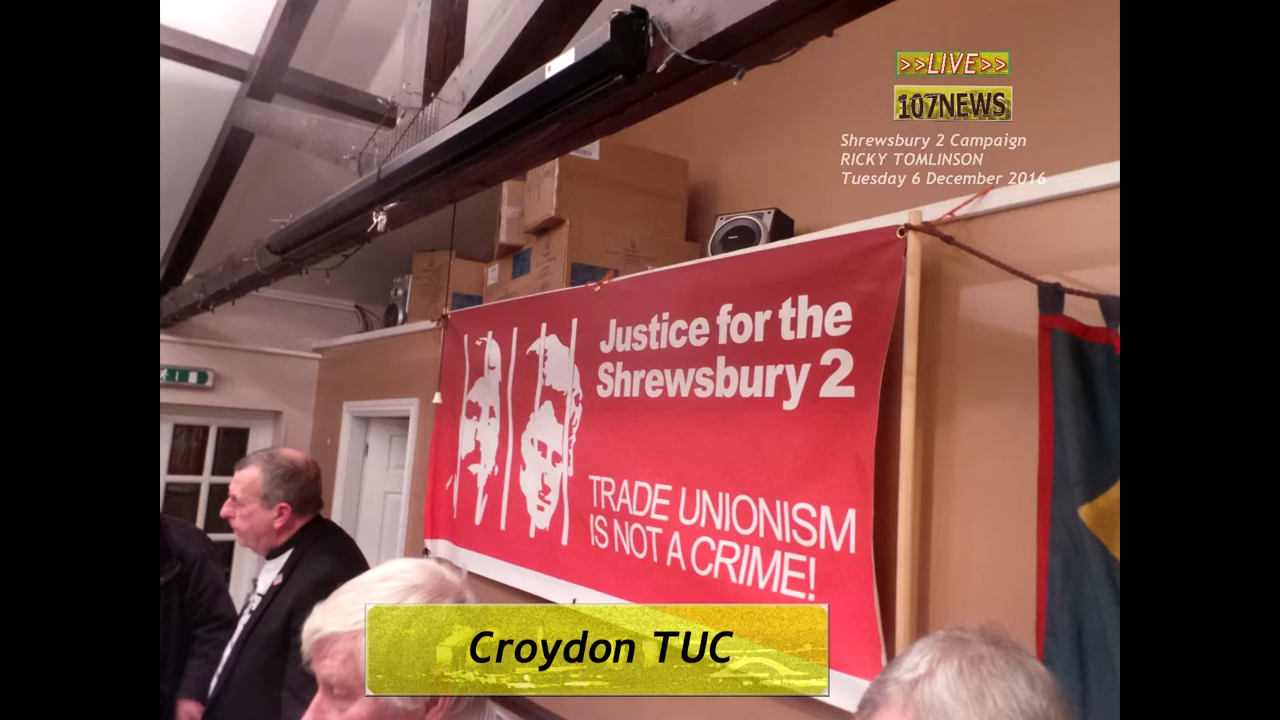 >>LIVE>>
107NEWS
Shrewsbury 2 Campaign
RICKY TOMLINSON
Tuesday 6 December 2016
Justice for the
Shrewsbury 2
TRADE UNIONISM
IS NOT A CRIME!
Croydon TUC